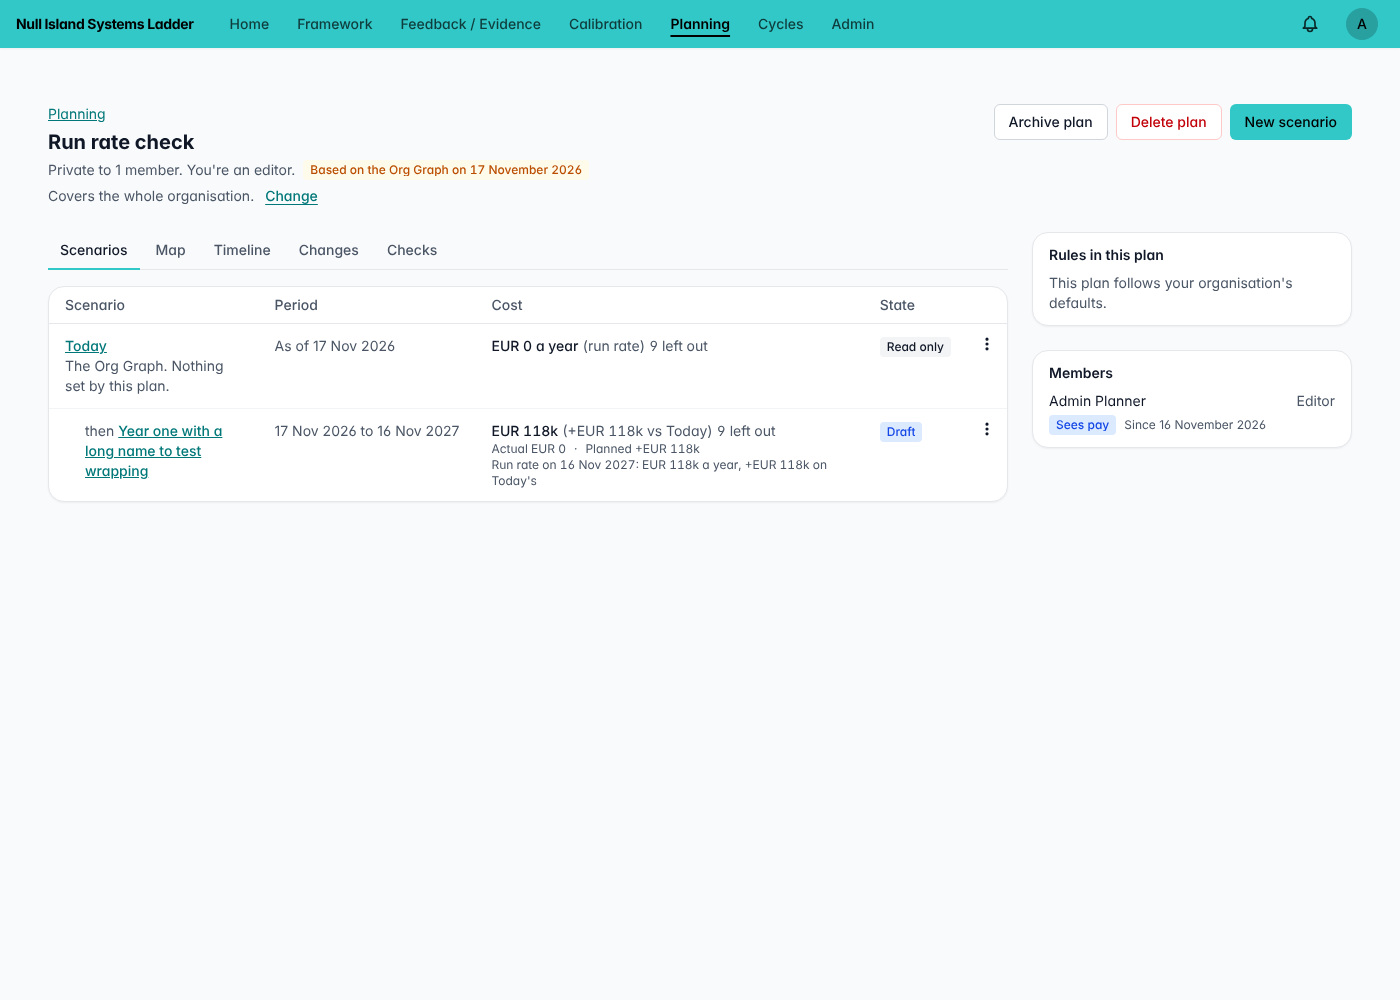 Null Island Systems Ladder Home Framework Feedback / Evidence Calibration Planning Cycles Admin A
Planning
Run rate check
Private to 1 member. You're an editor. Based on the Org Graph on 17 November 2026
Covers the whole organisation. Change
Archive plan Delete plan New scenario
Scenarios Map Timeline Changes Checks
Scenario Period Cost State
Today As of 17 Nov 2026 EUR 0 a year (run rate) 9 left out Read only
The Org Graph. Nothing
set by this plan.
then Year one with a 17 Nov 2026 to 16 Nov 2027 EUR 118k (+EUR 118k vs Today) 9 left out Draft
long name to test Actual EUR 0 · Planned +EUR 118k
wrapping Run rate on 16 Nov 2027: EUR 118k a year, +EUR 118k on
Today's
Rules in this plan
This plan follows your organisation's
defaults.
Members
Admin Planner Editor
Sees pay Since 16 November 2026